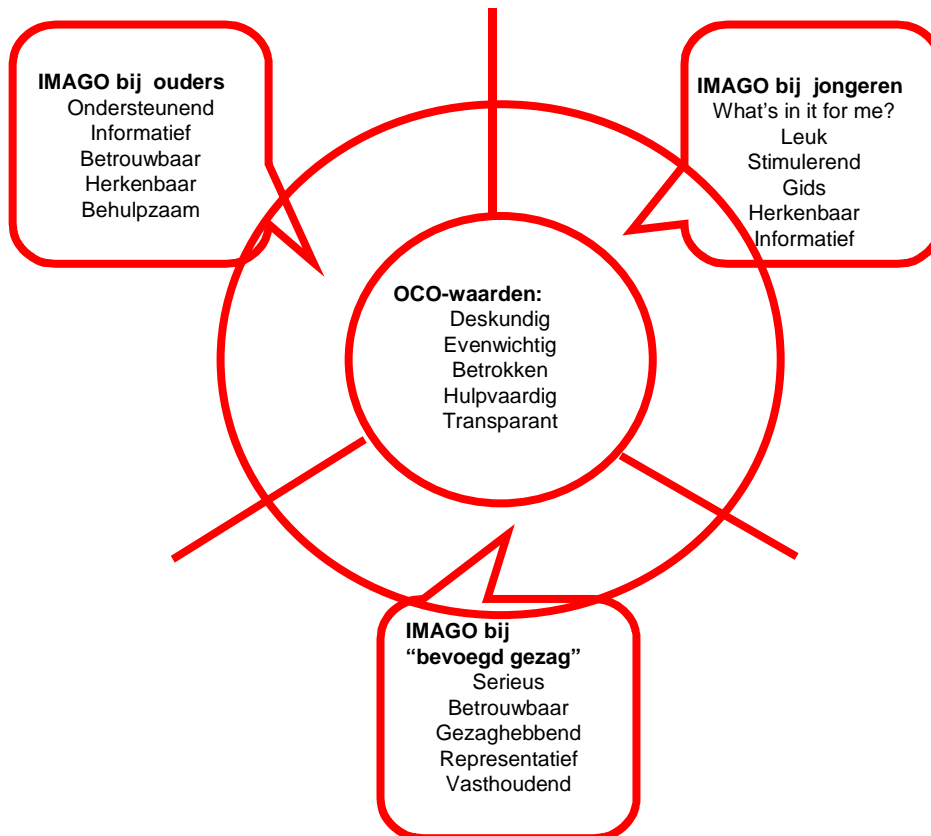 IMAGO bij ouders
Ondersteunend
Informatief
Betrouwbaar
Herkenbaar
Behulpzaam
IMAGO bij jongeren
What's in it for me?
Leuk
Stimulerend
Gids
Herkenbaar
Informatief
OCO-waarden:
Deskundig
Evenwichtig
Betrokken
Hulpvaardig
Transparant
IMAGO bij
“bevoegd gezag”
Serieus
Betrouwbaar
Gezaghebbend
Representatief
Vasthoudend